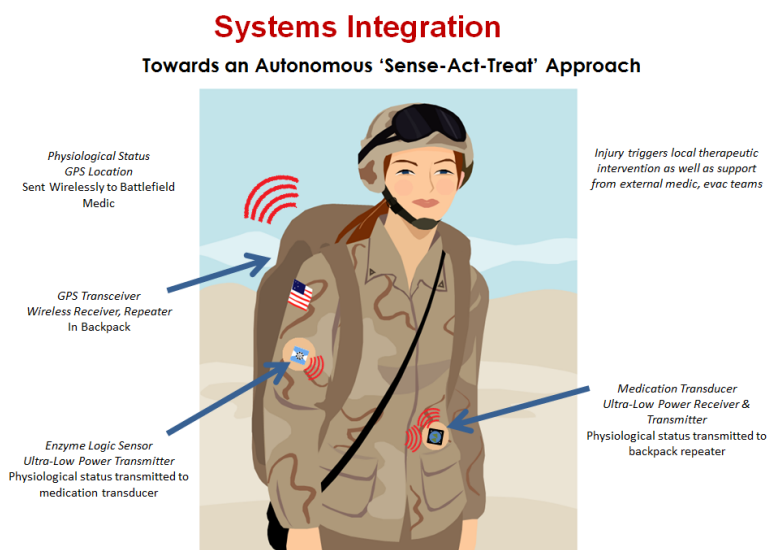 Systems Integration
Towards an Autonomous ‘Sense-Act-Treat’ Approach
Physiological Status
GPS Location
Sent Wirelessly to Battlefield
Medic
Injury triggers local therapeutic
intervention as well as support
from external medic, evac teams
GPS Transceiver
Wireless Receiver, Repeater
In Backpack
Enzyme Logic Sensor
Ultra-Low Power Transmitter
Physiological status transmitted to
medication transducer
Medication Transducer
Ultra-Low Power Receiver &
Transmitter
Physiological status transmitted to
backpack repeater